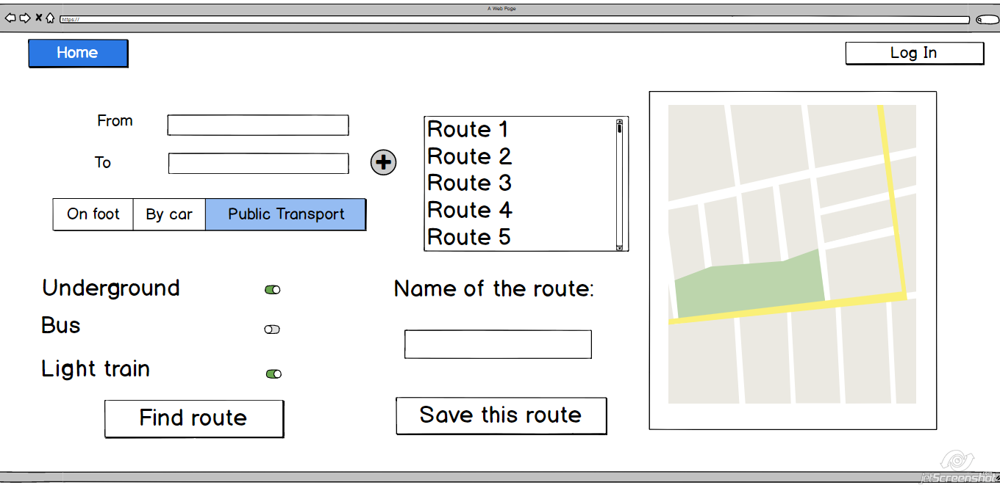 A Web Page
https://
Home
Log In
From
To
On foot
By car
Public Transport
Route 1
Route 2
Route 3
Route 4
Route 5
Underground
Bus
Light train
Find route
Name of the route:
Save this route
jetScreenshot